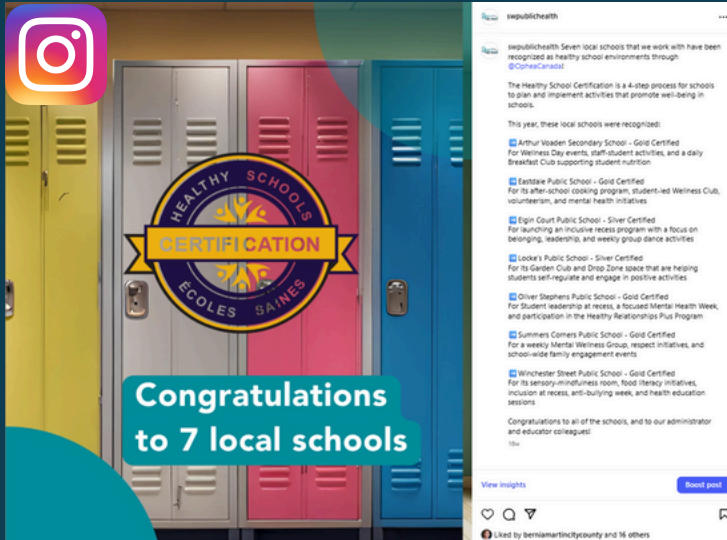 HEALTHY SCHOOLS
CERTIFICATION
ÉCOLES SAINES
Congratulations
to 7 local schools
swpublichealth
swpublichealth Seven local schools that we work with have been
recognized as healthy school environments through
@OpheaCanada!
The Healthy School Certification is a 4-step process for schools
to plan and implement activities that promote well-being in
schools.
This year, these local schools were recognized:
➡️Arthur Voaden Secondary School - Gold Certified
For Wellness Day events, staff-student activities, and a daily
Breakfast Club supporting student nutrition
➡️Eastdale Public School - Gold Certified
For its after-school cooking program, student-led Wellness Club,
volunteerism, and mental health initiatives
➡️Elgin Court Public School - Silver Certified
For launching an inclusive recess program with a focus on
belonging, leadership, and weekly group dance activities
➡️Locke's Public School - Silver Certified
For its Garden Club and Drop Zone space that are helping
students self-regulate and engage in positive activities
➡️Oliver Stephens Public School - Gold Certified
For Student leadership at recess, a focused Mental Health Week,
and participation in the Healthy Relationships Plus Program
➡️Summers Corners Public School - Gold Certified
For a weekly Mental Wellness Group, respect initiatives, and
school-wide family engagement events
➡️Winchester Street Public School - Gold Certified
For its sensory-mindfulness room, food literacy initiatives,
inclusion at recess, anti-bullying week, and health education
sessions
Congratulations to all of the schools, and to our administrator
and educator colleagues!
18w
View insights
Boost post
Liked by berniamartincitycounty and 16 others